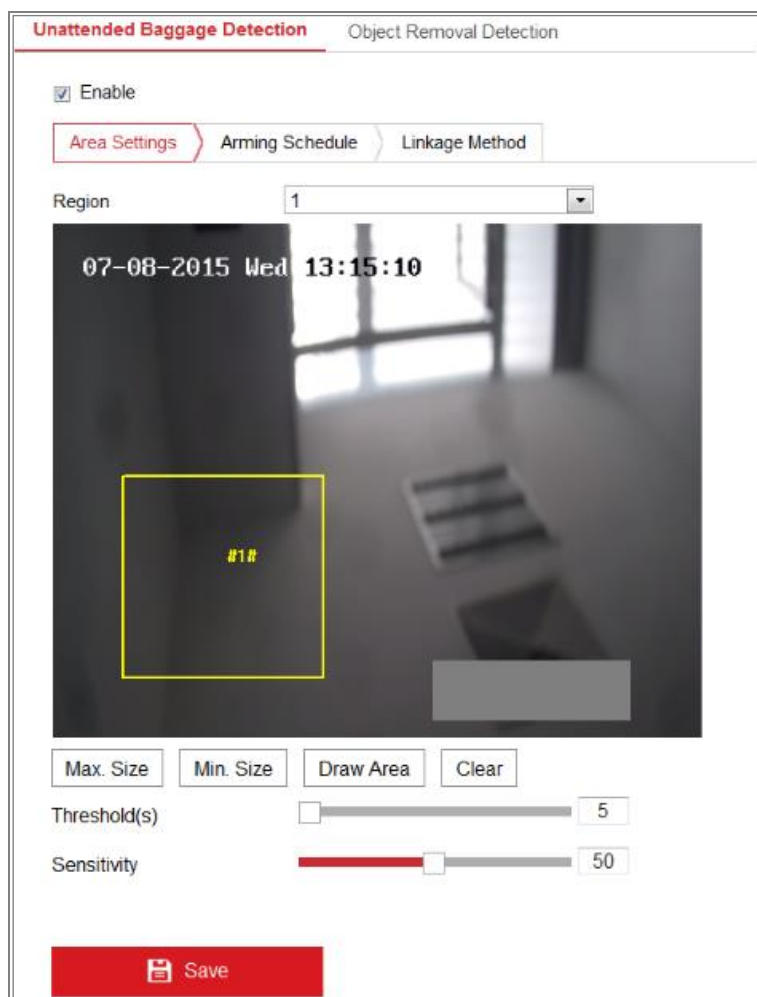 Unattended Baggage Detection Object Removal Detection
Enable
Area Settings Arming Schedule Linkage Method
Region 1
07-08-2015 Wed 13:15:10
#1#
Max. Size Min. Size Draw Area Clear
Threshold(s) 5
Sensitivity 50
Save